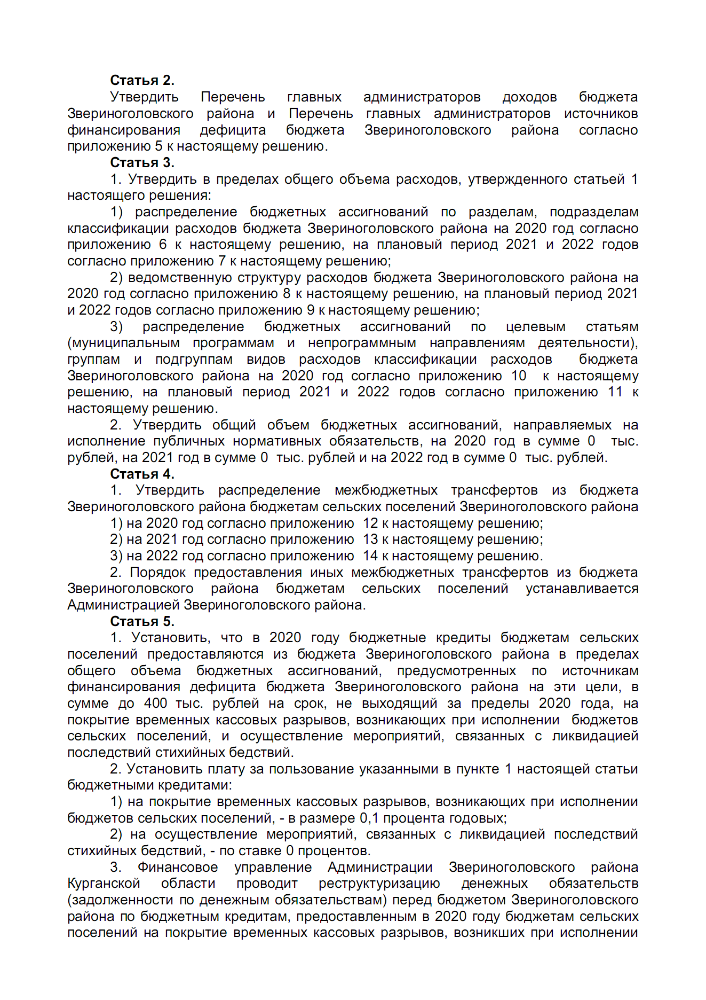 Статья 2.
Утвердить Перечень главных администраторов доходов бюджета
Звериноголовского района и Перечень главных администраторов источников
финансирования дефицита бюджета Звериноголовского района согласно
приложению 5 к настоящему решению.
Статья 3.
1. Утвердить в пределах общего объема расходов, утвержденного статьей 1
настоящего решения:
1) распределение бюджетных ассигнований по разделам, подразделам
классификации расходов бюджета Звериноголовского района на 2020 год согласно
приложению 6 к настоящему решению, на плановый период 2021 и 2022 годов
согласно приложению 7 к настоящему решению;
2) ведомственную структуру расходов бюджета Звериноголовского района на
2020 год согласно приложению 8 к настоящему решению, на плановый период 2021
и 2022 годов согласно приложению 9 к настоящему решению;
3) распределение бюджетных ассигнований по целевым статьям
(муниципальным программам и непрограммным направлениям деятельности),
группам и подгруппам видов расходов классификации расходов бюджета
Звериноголовского района на 2020 год согласно приложению 10 к настоящему
решению, на плановый период 2021 и 2022 годов согласно приложению 11 к
настоящему решению.
2. Утвердить общий объем бюджетных ассигнований, направляемых на
исполнение публичных нормативных обязательств, на 2020 год в сумме 0 тыс.
рублей, на 2021 год в сумме 0 тыс. рублей и на 2022 год в сумме 0 тыс. рублей.
Статья 4.
1. Утвердить распределение межбюджетных трансфертов из бюджета
Звериноголовского района бюджетам сельских поселений Звериноголовского района
1) на 2020 год согласно приложению 12 к настоящему решению;
2) на 2021 год согласно приложению 13 к настоящему решению;
3) на 2022 год согласно приложению 14 к настоящему решению.
2. Порядок предоставления иных межбюджетных трансфертов из бюджета
Звериноголовского района бюджетам сельских поселений устанавливается
Администрацией Звериноголовского района.
Статья 5.
1. Установить, что в 2020 году бюджетные кредиты бюджетам сельских
поселений предоставляются из бюджета Звериноголовского района в пределах
общего объема бюджетных ассигнований, предусмотренных по источникам
финансирования дефицита бюджета Звериноголовского района на эти цели, в
сумме до 400 тыс. рублей на срок, не выходящий за пределы 2020 года, на
покрытие временных кассовых разрывов, возникающих при исполнении бюджетов
сельских поселений, и осуществление мероприятий, связанных с ликвидацией
последствий стихийных бедствий.
2. Установить плату за пользование указанными в пункте 1 настоящей статьи
бюджетными кредитами:
1) на покрытие временных кассовых разрывов, возникающих при исполнении
бюджетов сельских поселений, - в размере 0,1 процента годовых;
2) на осуществление мероприятий, связанных с ликвидацией последствий
стихийных бедствий, - по ставке 0 процентов.
3. Финансовое управление Администрации Звериноголовского района
Курганской области проводит реструктуризацию денежных обязательств
(задолженности по денежным обязательствам) перед бюджетом Звериноголовского
района по бюджетным кредитам, предоставленным в 2020 году бюджетам сельских
поселений на покрытие временных кассовых разрывов, возникших при исполнении